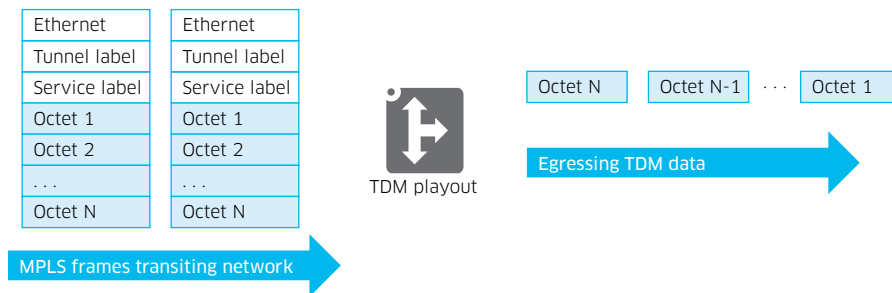 Ethernet
Tunnel label
Service label
Octet 1
Octet 2
. . .
Octet N
Ethernet
Tunnel label
Service label
Octet 1
Octet 2
. . .
Octet N
MPLS frames transiting network
TDM playout
Octet N
Octet N-1
. . .
Octet 1
Egressing TDM data